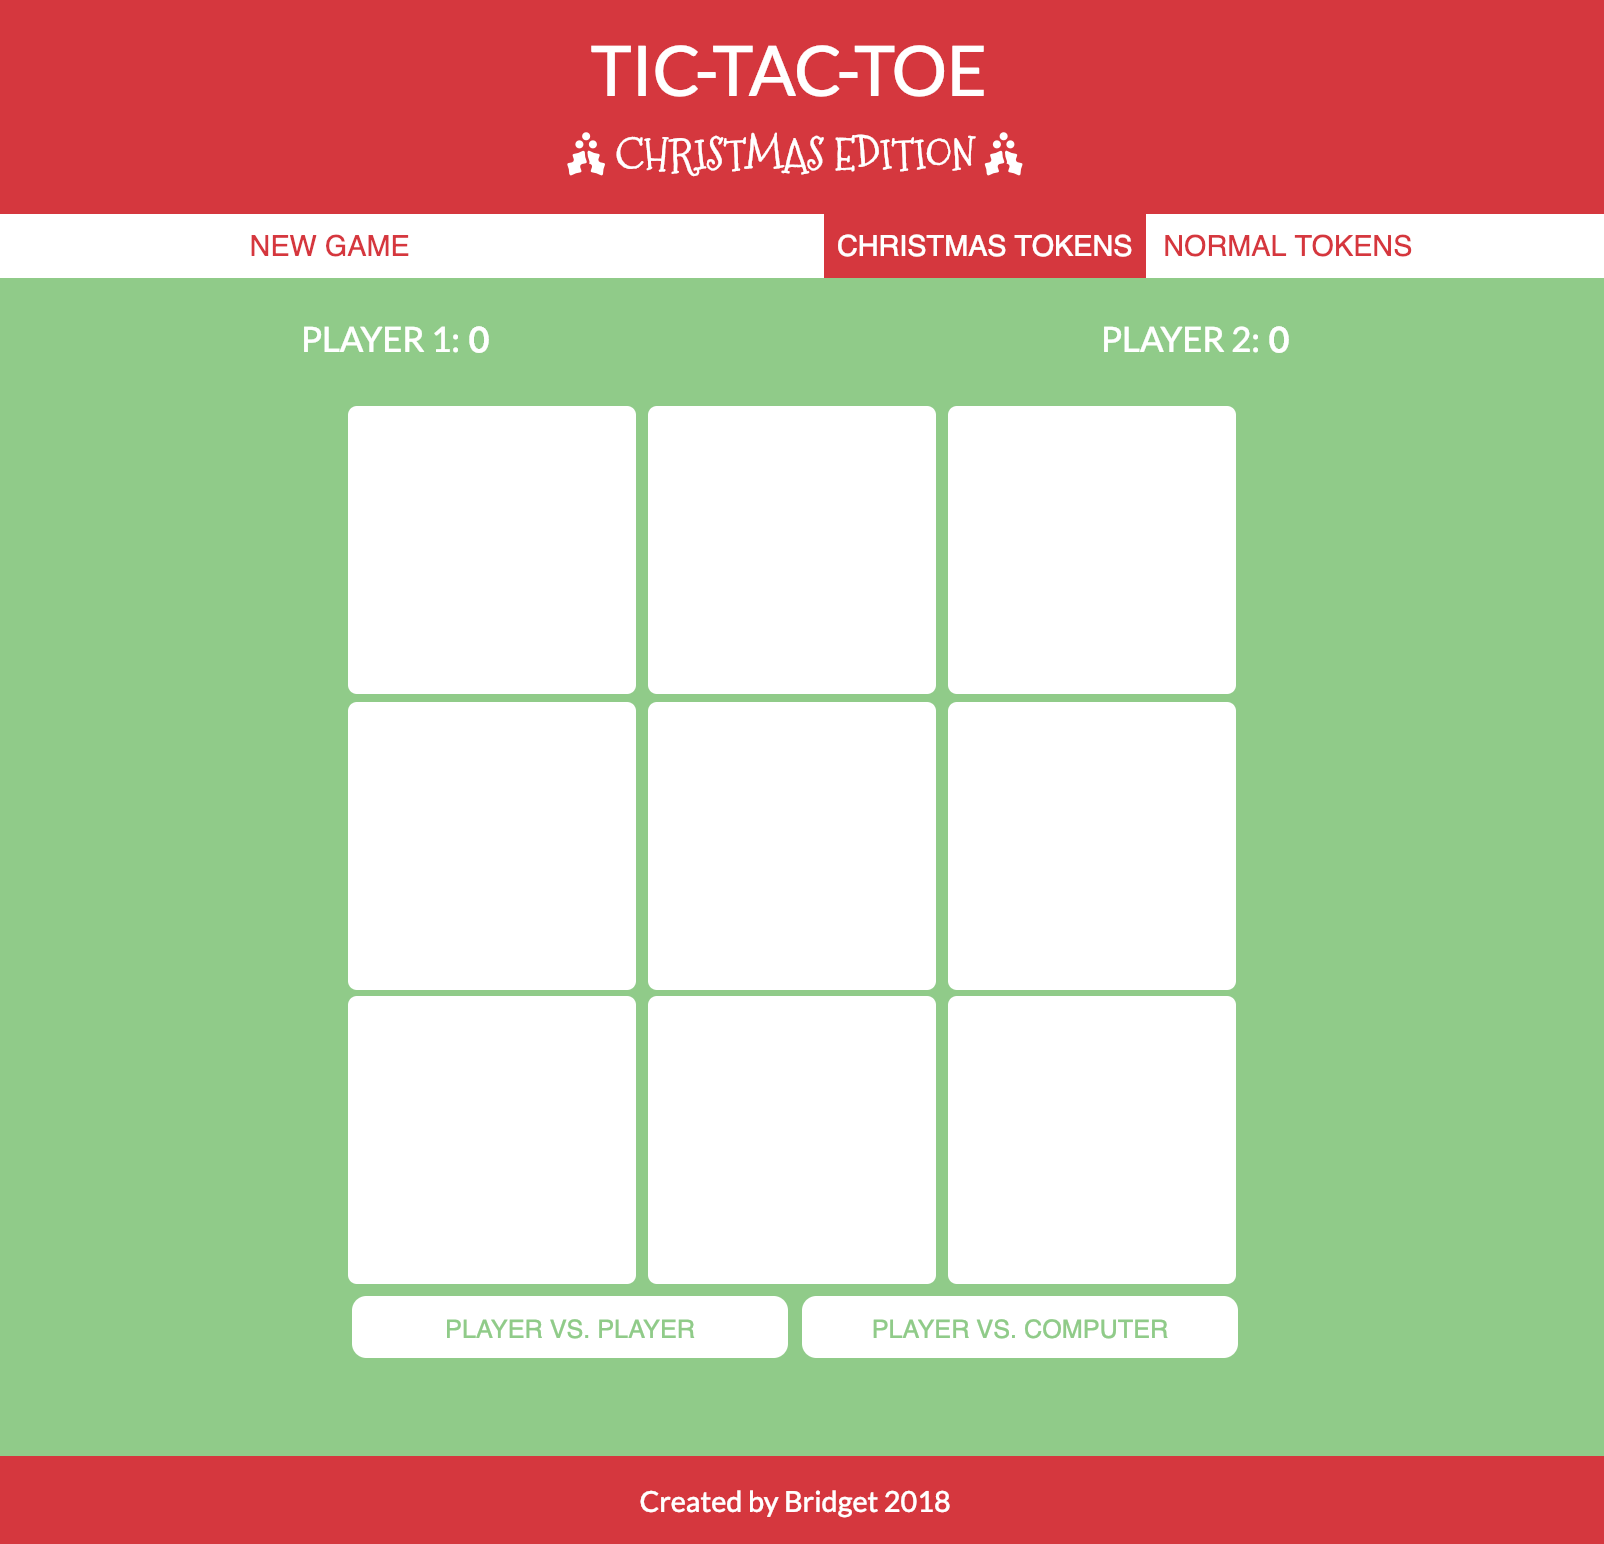 TIC-TAC-TOE
CHRISTMAS EDITION
NEW GAME
CHRISTMAS TOKENS
NORMAL TOKENS
PLAYER 1: 0
PLAYER 2: 0
PLAYER VS. PLAYER
PLAYER VS. COMPUTER
Created by Bridget 2018